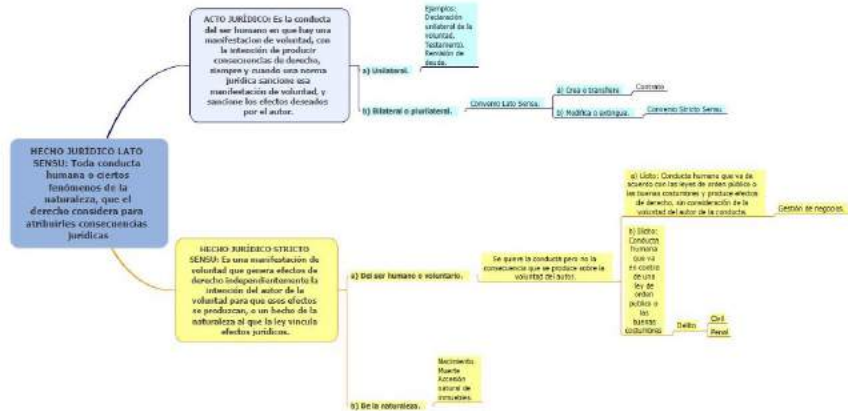 HECHO JURÍDICO LATO
SENSU: Toda conducta
humana o ciertos
fenómenos de la
naturaleza, que el
derecho considera para
atribuirles consecuencias
jurídicas
ACTO JURÍDICO: Es la conducta
del ser humano en que hay una
manifestacion de voluntad, con
la intención de producir
consecuencias de derecho,
siempre y cuando una norma
jurídica sancione esa
manifestación de voluntad, y
sancione los efectos deseados
por el autor.
a) Unilateral.
Ejemplos:
Declaración
unilateral de la
voluntad,
Testamento.
Remisión de
deuda.
b) Bilateral o plurilateral.
Convenio Lato Sensu.
a) Crea o transfiere
Contrato
b) Modifica o extingue.
Convenio Stricto Sensu
HECHO JURÍDICO STRICTO
SENSU: Es una manifestación de
voluntad que genera efectos de
derecho independientemente la
intención del autor de la
voluntad para que esos efectos
se produzcan, o un hecho de la
naturaleza al que la ley vincula
efectos jurídicos.
a) Del ser humano o voluntario.
Se quiere la conducta pero no la
consecuencia que se produce sobre la
voluntad del autor.
a) Lícito: Conducta humana que va de
acuerdo con las leyes de orden público o
las buenas costumbres y produce efectos
de derecho, sin consideración de la
voluntad del autor de la conducta.
Gestión de negocios.
b) Ilícito:
Conducta
humana
que va
en contra
de una
ley de
orden
público o
las
buenas
costumbres
Delito
Civil
Penal
b) De la naturaleza.
Nacimiento
Muerte
Accesión
natural de
inmuebles.